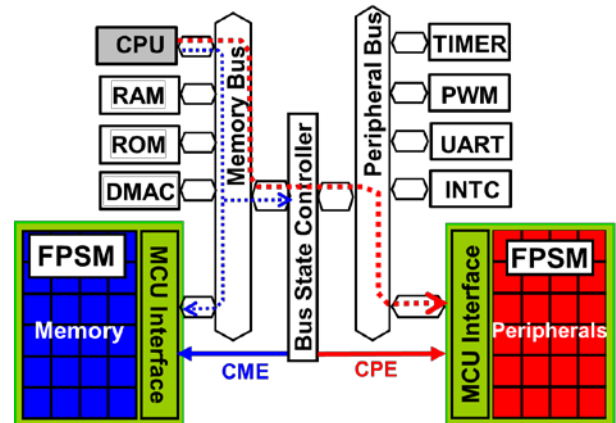 CPU
RAM
ROM
DMAC
Memory Bus
Bus State Controller
Peripheral Bus
TIMER
PWM
UART
INTC
FPSM
Memory
MCU Interface
CME
CPE
MCU Interface
FPSM
Peripherals